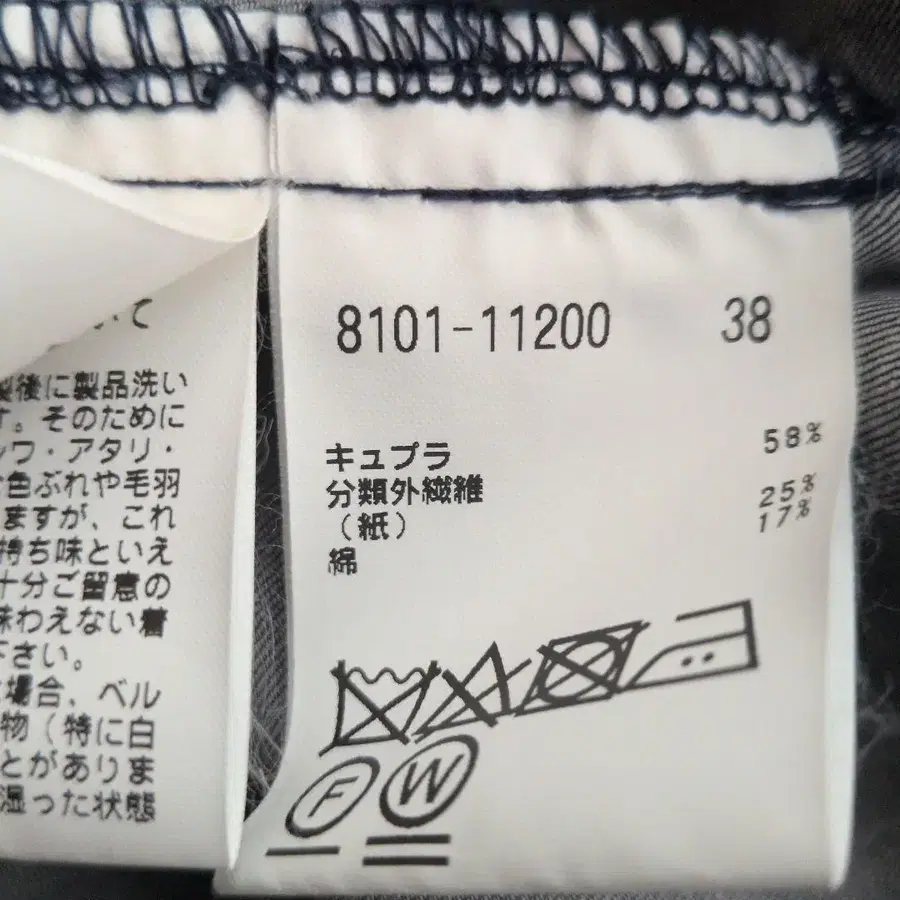 いて
製後に製品洗い
す。そのために
ワ・アタリ・
色ぶれや毛羽
ますが、これ
持ち味といえ
十分ご留意の
味わえない着
下さい。
場合、ベル
物（特に白
とがありま
湿った状態
8101-11200 38
キュプラ 58%
分類外繊維
（紙） 25%
綿 17%
F W